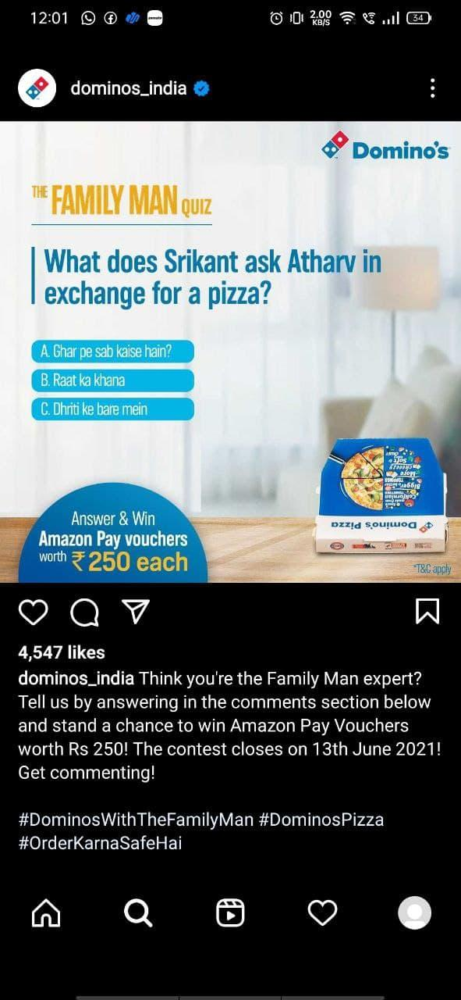 12:01
zomato
2.00
KB/S
34
dominos_india
Domino's
THE FAMILY MAN QUIZ
What does Srikant ask Atharv in
exchange for a pizza?
A. Ghar pe sab kaise hain?
B. Raat ka khana
C. Dhriti ke bare mein
Domino's Pizza
Answer & Win
Amazon Pay vouchers
worth ₹250 each
*T&C apply
4,547 likes
dominos_india Think you're the Family Man expert?
Tell us by answering in the comments section below
and stand a chance to win Amazon Pay Vouchers
worth Rs 250! The contest closes on 13th June 2021!
Get commenting!
#DominosWithTheFamilyMan #DominosPizza
#OrderKarnaSafeHai